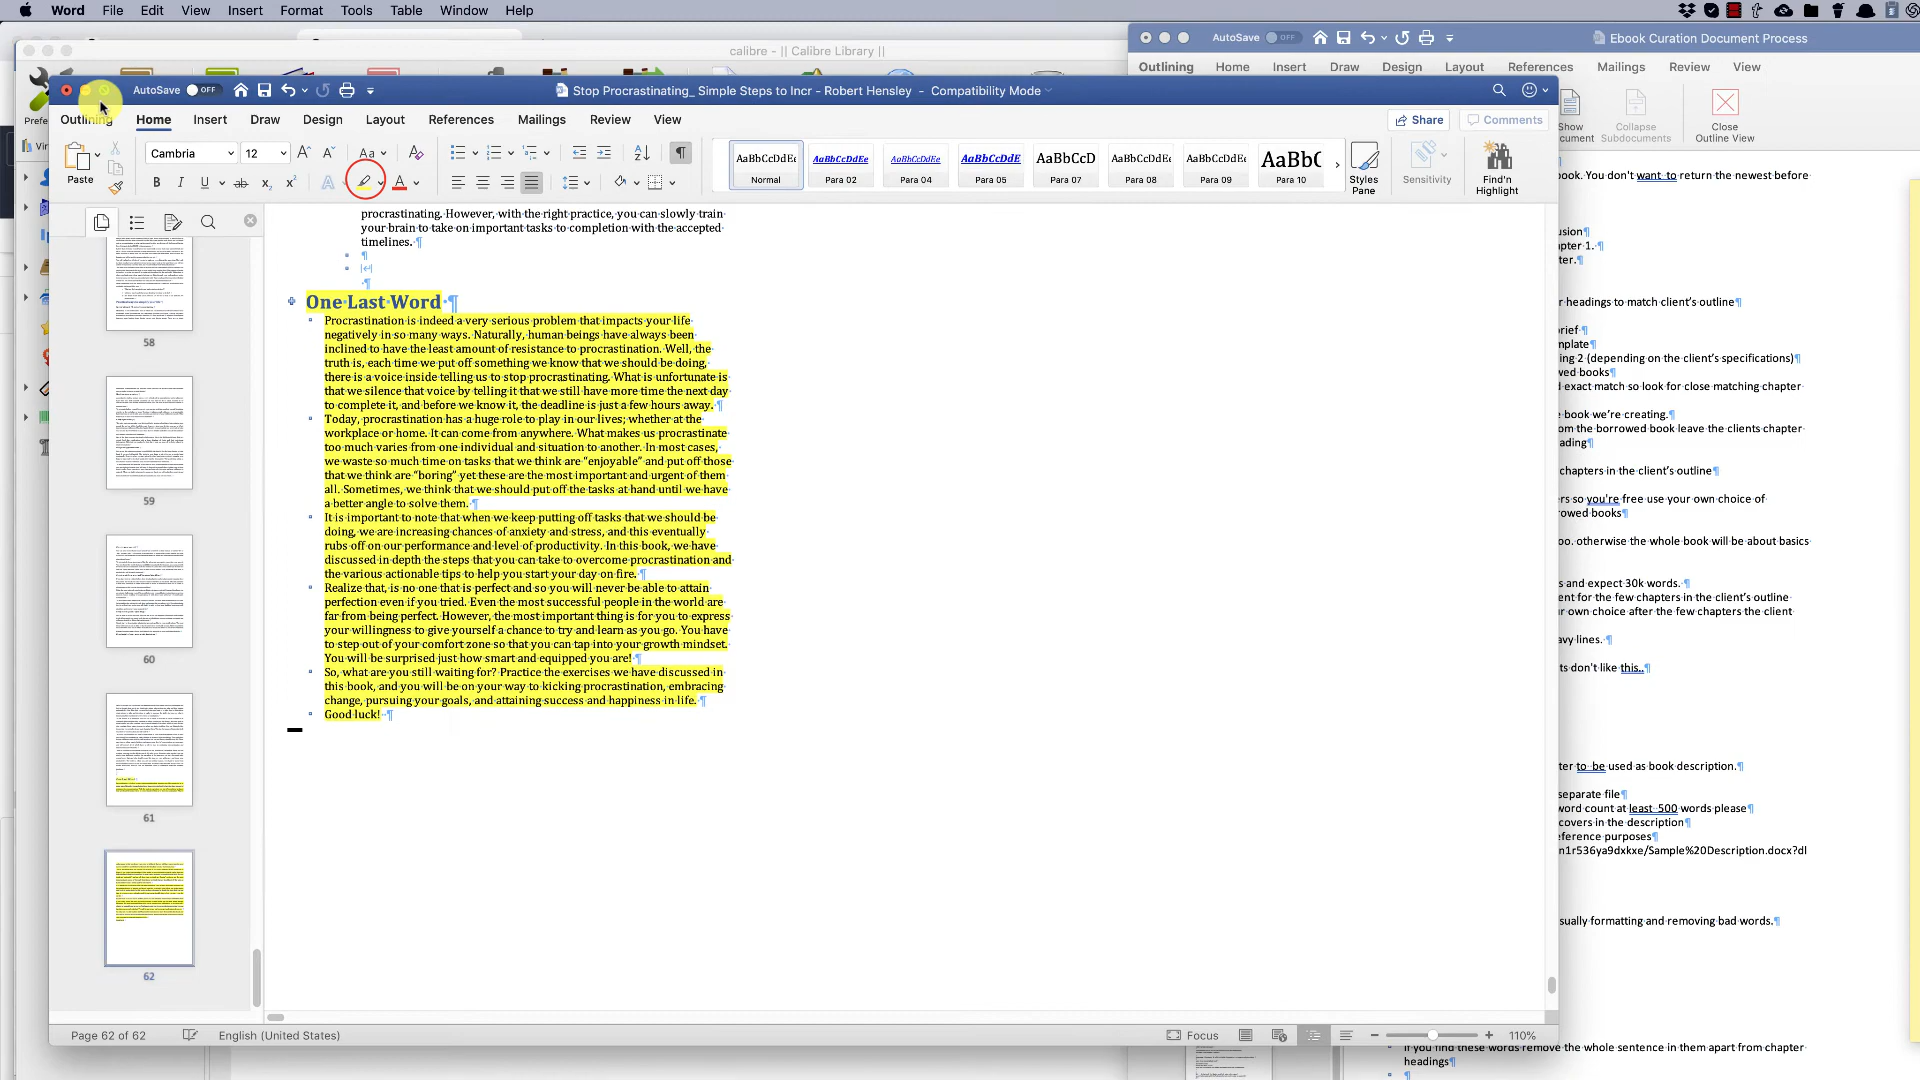 Word File Edit View Insert Format Tools Table Window Help
calibre - || Calibre Library ||
AutoSave OFF
Ebook Curation Document Process
Outlining Home Insert Draw Design Layout References Mailings Review View
Prefe
Vir
AutoSave OFF
Stop Procrastinating_ Simple Steps to Incr - Robert Hensley - Compatibility Mode
Outlining Home Insert Draw Design Layout References Mailings Review View
Share Comments
Paste
Cambria 12
AaBbCcDdEe AaBbCcDdEe AaBbCcDdEe AaBbCcDdE AaBbCcD AaBbCcDdEe AaBbCcDdEe AaBb(
Normal Para 02 Para 04 Para 05 Para 07 Para 08 Para 09 Para 10
Styles
Pane
Sensitivity
Find'n
Highlight
Collapse
Subdocuments
Close
Outline View
procrastinating. However, with the right practice, you can slowly train
your brain to take on important tasks to completion with the accepted
timelines. ¶
¶
¶
One Last Word ¶
Procrastination is indeed a very serious problem that impacts your life
negatively in so many ways. Naturally, human beings have always been
inclined to have the least amount of resistance to procrastination. Well, the
truth is, each time we put off something we know that we should be doing,
there is a voice inside telling us to stop procrastinating. What is unfortunate is
that we silence that voice by telling it that we still have more time the next day
to complete it, and before we know it, the deadline is just a few hours away. ¶
Today, procrastination has a huge role to play in our lives; whether at the
workplace or home. It can come from anywhere. What makes us procrastinate
too much varies from one individual and situation to another. In most cases,
we waste so much time on tasks that we think are “enjoyable” and put off those
that we think are “boring” yet these are the most important and urgent of them
all. Sometimes, we think that we should put off the tasks at hand until we have
a better angle to solve them. ¶
It is important to note that when we keep putting off tasks that we should be
doing, we are increasing chances of anxiety and stress, and this eventually
rubs off on our performance and level of productivity. In this book, we have
discussed in depth the steps that you can take to overcome procrastination and
the various actionable tips to help you start your day on fire. ¶
Realize that, is no one that is perfect and so you will never be able to attain
perfection even if you tried. Even the most successful people in the world are
far from being perfect. However, the most important thing is for you to express
your willingness to give yourself a chance to try and learn as you go. You have
to step out of your comfort zone so that you can tap into your growth mindset.
You will be surprised just how smart and equipped you are! ¶
So, what are you still waiting for? Practice the exercises we have discussed in
this book, and you will be on your way to kicking procrastination, embracing
change, pursuing your goals, and attaining success and happiness in life. ¶
Good luck! ¶
58
59
60
61
62
Page 62 of 62 English (United States)
Focus 110%
book. You don't want to return the newest before
usion¶
apter 1. ¶
ter.¶
r headings to match client's outline¶
rief ¶
mplate¶
ing 2 (depending on the client's specifications)¶
wed books¶
d exact match so look for close matching chapter
e book we're creating.¶
om the borrowed book leave the clients chapter
ading¶
chapters in the client's outline¶
ers so you're free use your own choice of
rowed books¶
too. otherwise the whole book will be about basics
s and expect 30k words. ¶
ent for the few chapters in the client's outline
ur own choice after the few chapters the client
vy lines. ¶
ts don't like this..¶
ter to be used as book description.¶
separate file¶
word count at least 500 words please¶
covers in the description¶
eference purposes¶
n1r536ya9dxkxe/Sample%20Description.docx?dl
sually formatting and removing bad words.¶
If you find these words remove the whole sentence in them apart from chapter
headings¶
¶